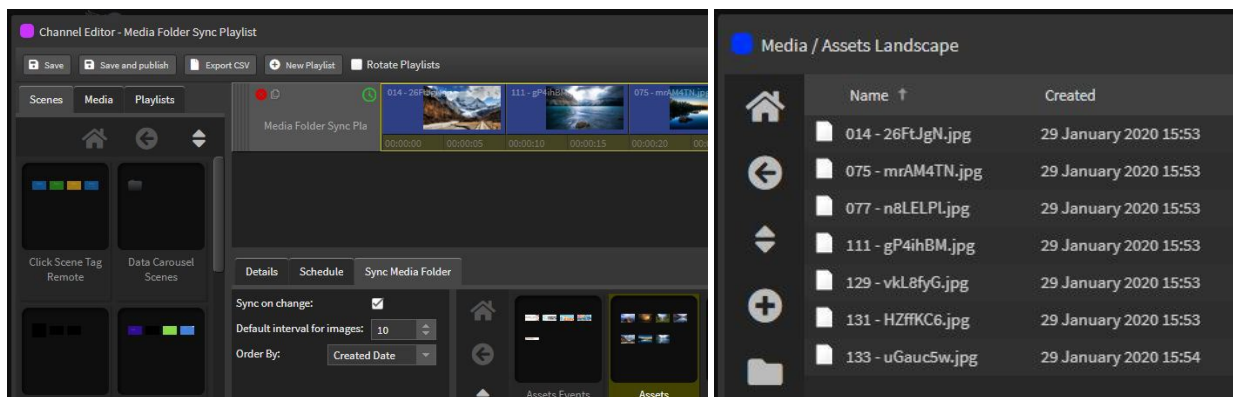 Channel Editor - Media Folder Sync Playlist
Save
Save and publish
Export CSV
New Playlist
Rotate Playlists
Scenes
Media
Playlists
Media Folder Sync Pla
014 - 26FtJgN.jpg
111 - gP4ihBM
075 - mrAM4TN.jpg
00:00:00
00:00:05
00:00:10
00:00:15
00:00:20
Click Scene Tag
Remote
Data Carousel
Scenes
Details
Schedule
Sync Media Folder
Sync on change:
Default interval for images:
10
Order By:
Created Date
Assets Events
Assets
Media / Assets Landscape
Name
Created
014 - 26FtJgN.jpg
29 January 2020 15:53
075 - mrAM4TN.jpg
29 January 2020 15:53
077 - n8LELPl.jpg
29 January 2020 15:53
111 - gP4ihBM.jpg
29 January 2020 15:53
129 - vkL8fyG.jpg
29 January 2020 15:53
131 - HZffKC6.jpg
29 January 2020 15:53
133 - uGauc5w.jpg
29 January 2020 15:54